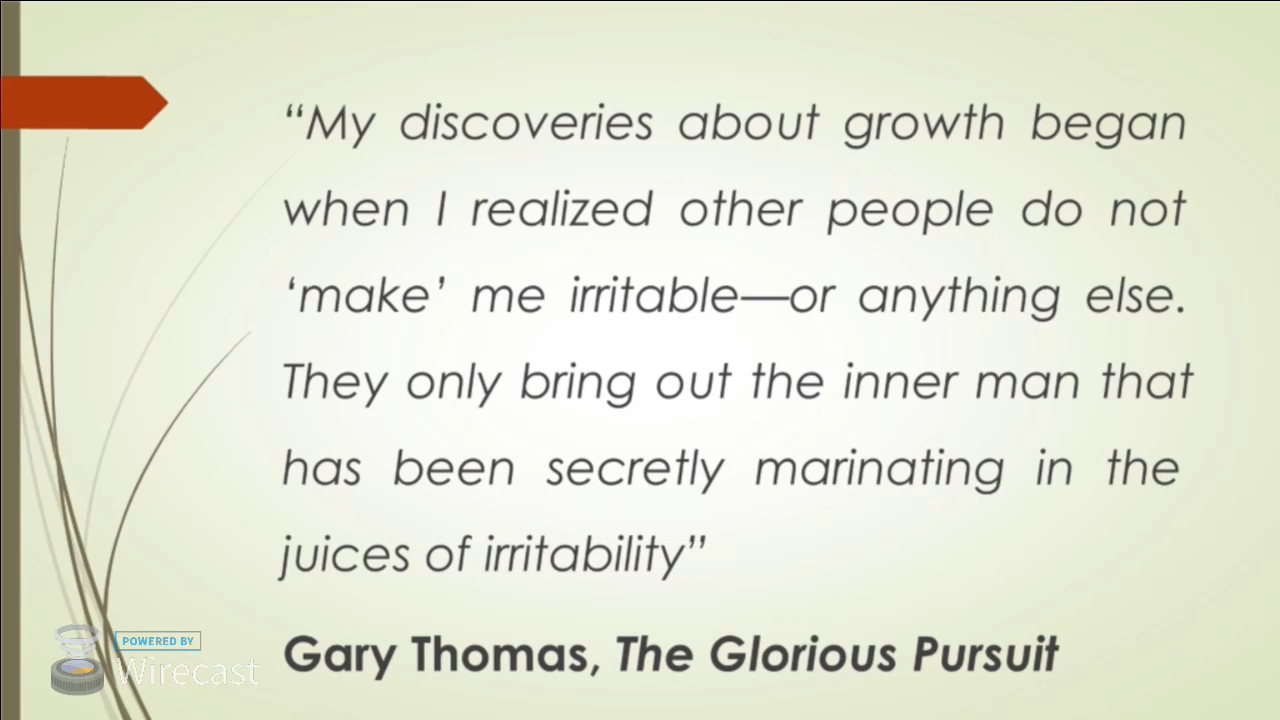 “My discoveries about growth began
when I realized other people do not
‘make’ me irritable—or anything else.
They only bring out the inner man that
has been secretly marinating in the
juices of irritability”
Gary Thomas, The Glorious Pursuit
POWERED BY
Wirecast